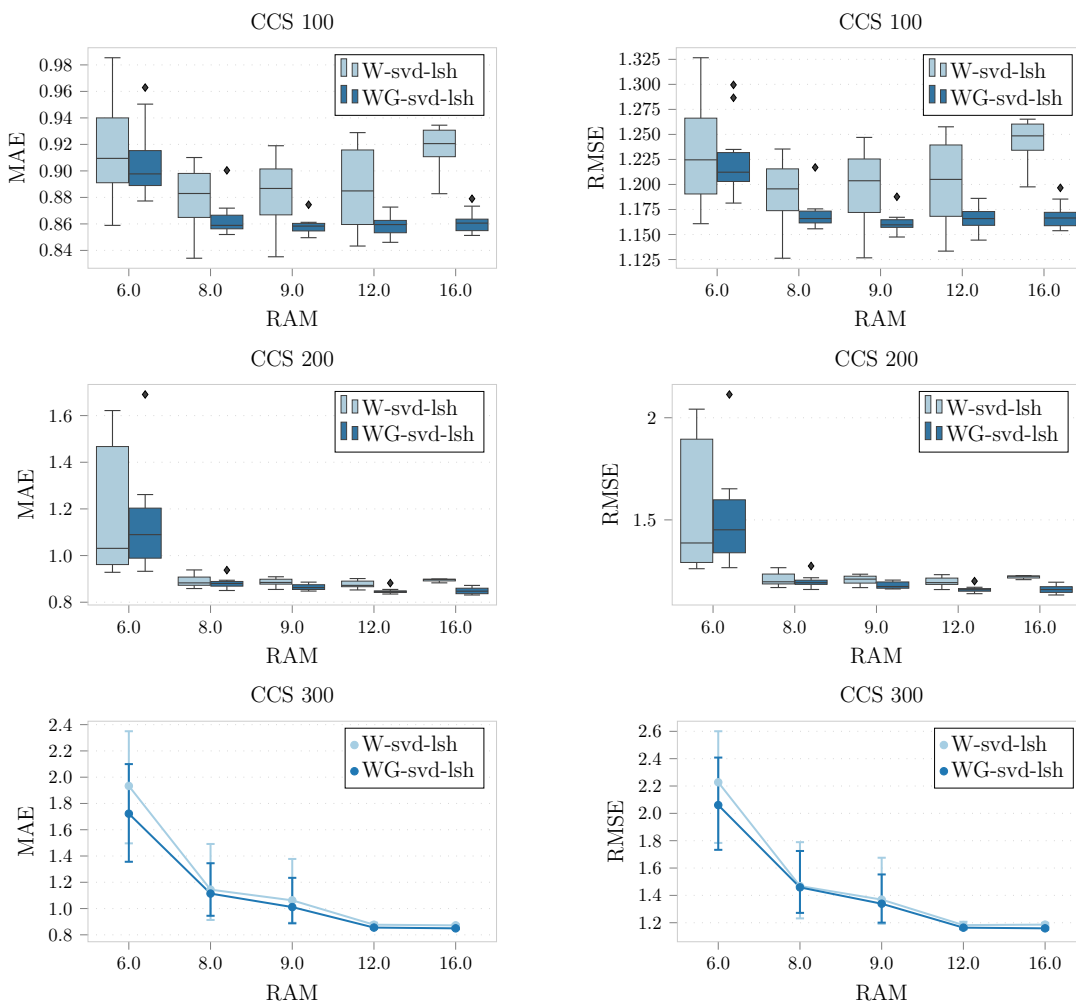 CCS 100
0.98
0.96
0.94
0.92
0.90
0.88
0.86
0.84
MAE
W-svd-lsh
WG-svd-lsh
6.0 8.0 9.0 12.0 16.0
RAM
CCS 100
1.325
1.300
1.275
1.250
1.225
1.200
1.175
1.150
1.125
RMSE
W-svd-lsh
WG-svd-lsh
6.0 8.0 9.0 12.0 16.0
RAM
CCS 200
1.6
1.4
1.2
1.0
0.8
MAE
W-svd-lsh
WG-svd-lsh
6.0 8.0 9.0 12.0 16.0
RAM
CCS 200
2
1.5
RMSE
W-svd-lsh
WG-svd-lsh
6.0 8.0 9.0 12.0 16.0
RAM
CCS 300
2.4
2.2
2.0
1.8
1.6
1.4
1.2
1.0
0.8
MAE
W-svd-lsh
WG-svd-lsh
6.0 8.0 9.0 12.0 16.0
RAM
CCS 300
2.6
2.4
2.2
2.0
1.8
1.6
1.4
1.2
RMSE
W-svd-lsh
WG-svd-lsh
6.0 8.0 9.0 12.0 16.0
RAM